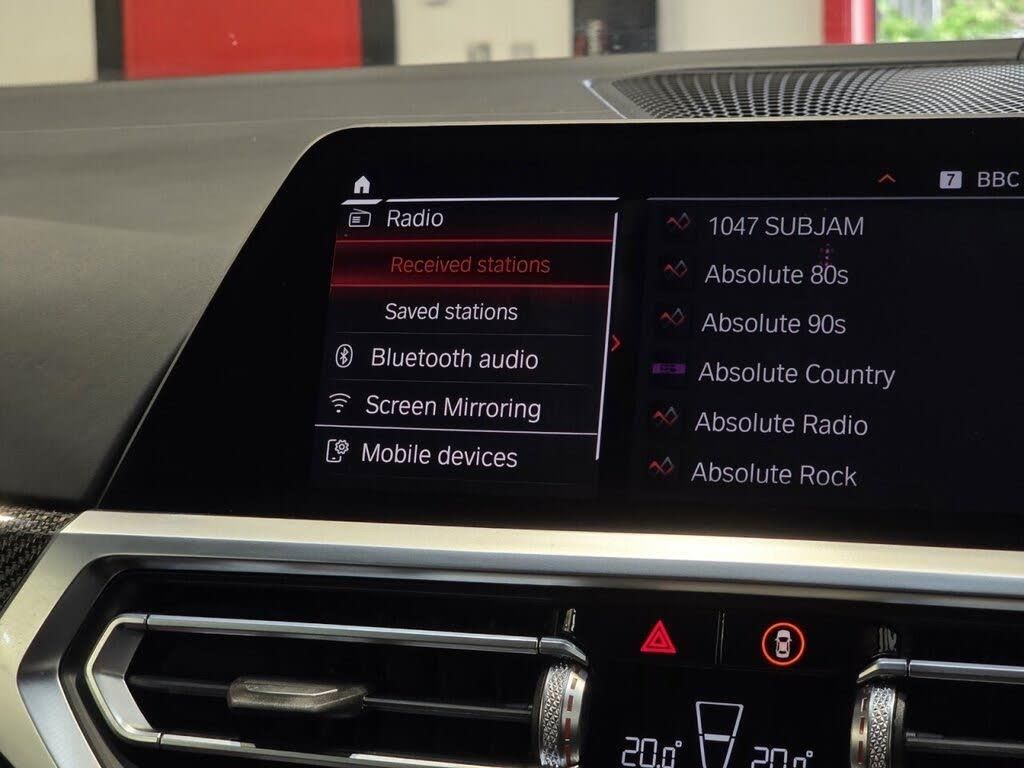 7 BBC
Radio
Received stations
Saved stations
Bluetooth audio
Screen Mirroring
Mobile devices
1047 SUBJAM
Absolute 80s
Absolute 90s
Absolute Country
Absolute Radio
Absolute Rock
20.0° 20.0°